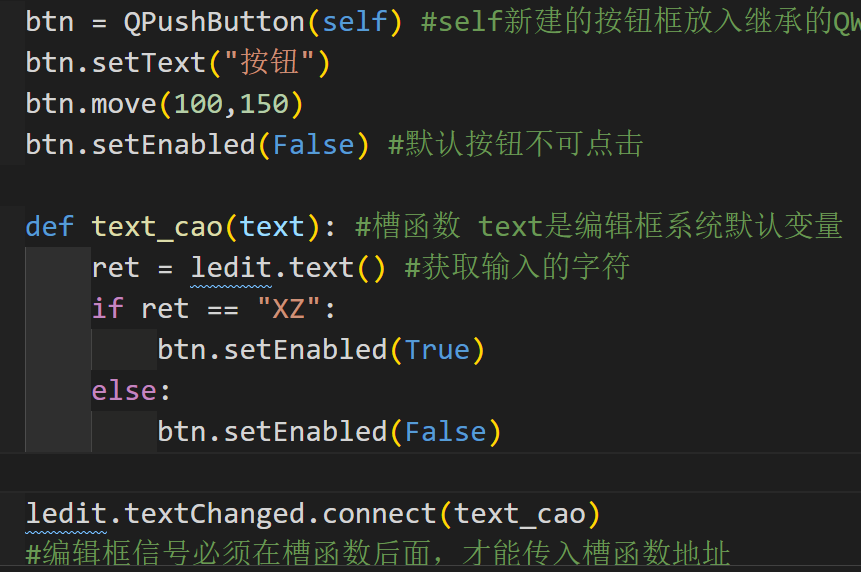 btn = QPushButton(self) #self新建的按钮框放入继承的QW
btn.setText("按钮")
btn.move(100,150)
btn.setEnabled(False) #默认按钮不可点击
def text_cao(text): #槽函数 text是编辑框系统默认变量
ret = ledit.text() #获取输入的字符
if ret == "XZ":
btn.setEnabled(True)
else:
btn.setEnabled(False)
ledit.textChanged.connect(text_cao)
#编辑框信号必须在槽函数后面，才能传入槽函数地址